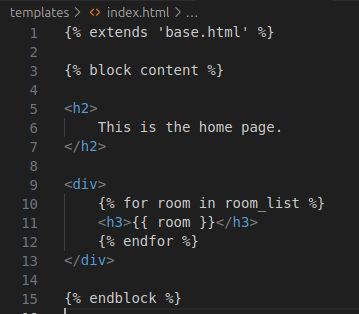 templates > <> index.html > ...
1 {% extends 'base.html' %}
2
3 {% block content %}
4
5 <h2>
6     This is the home page.
7 </h2>
8
9 <div>
10     {% for room in room_list %}
11     <h3>{{ room }}</h3>
12     {% endfor %}
13 </div>
14
15 {% endblock %}